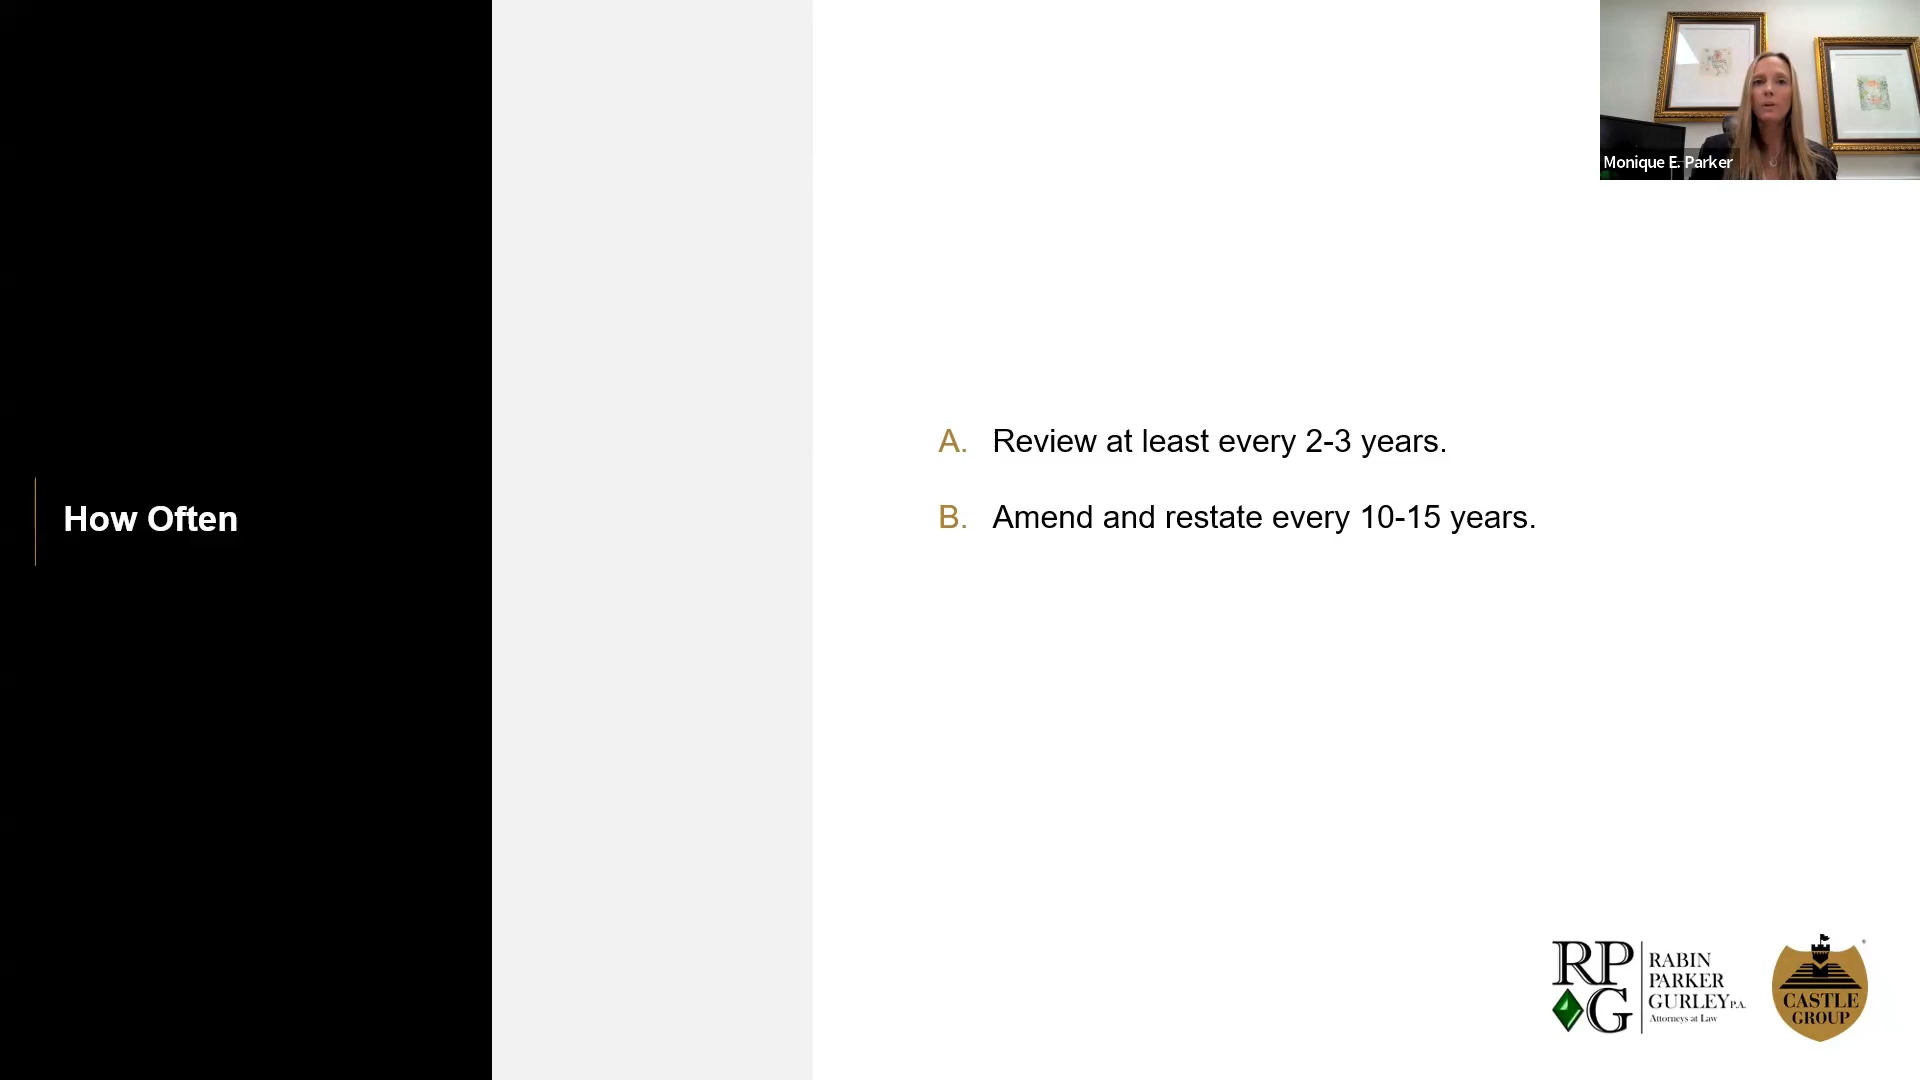 Monique E. Parker
How Often
A. Review at least every 2-3 years.
B. Amend and restate every 10-15 years.
RPG
RABIN
PARKER
GURLEY P.A.
Attorneys at Law
CASTLE
GROUP